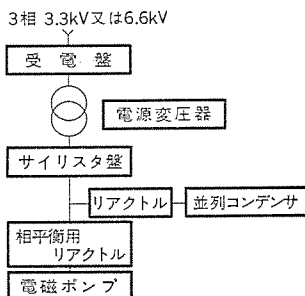 3相 3.3kV又は6.6kV
受電盤
電源変圧器
サイリスタ盤
リアクトル
並列コンデンサ
相平衡用
リアクトル
電磁ポンプ